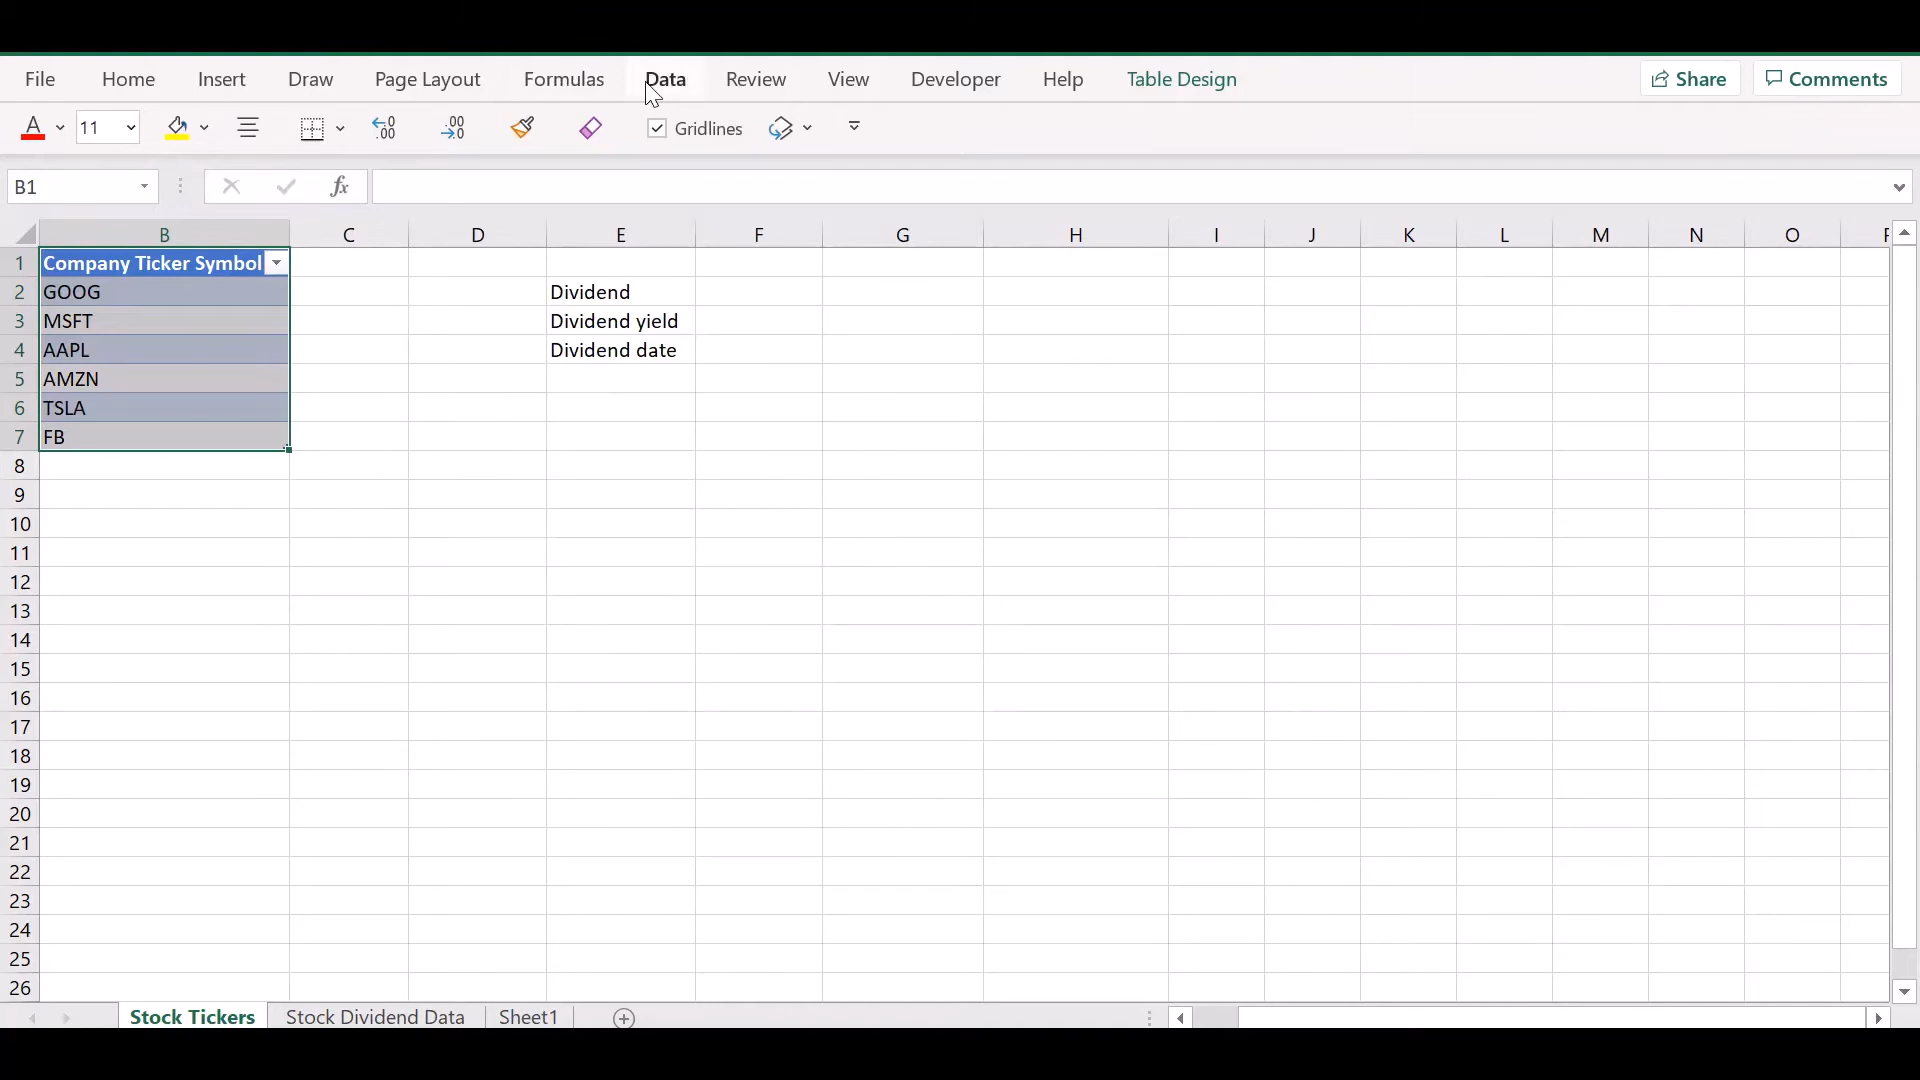 File Home Insert Draw Page Layout Formulas Data Review View Developer Help Table Design Share Comments
A 11 .00 .0 Gridlines
B1 fx
B C D E F G H I J K L M N O
1 Company Ticker Symbol
2 GOOG Dividend
3 MSFT Dividend yield
4 AAPL Dividend date
5 AMZN
6 TSLA
7 FB
8
9
10
11
12
13
14
15
16
17
18
19
20
21
22
23
24
25
26
Stock Tickers Stock Dividend Data Sheet1